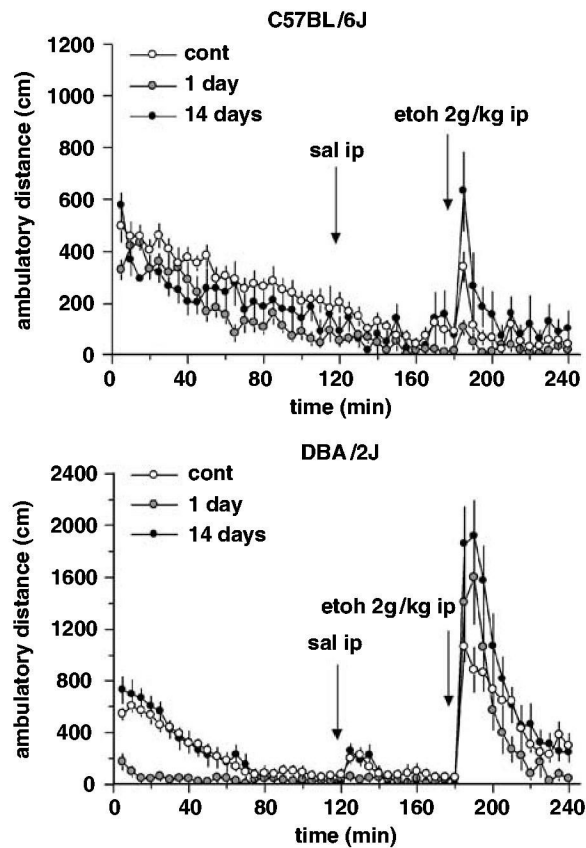 C57BL/6J
1200
1000
800
600
400
200
0
cont
1 day
14 days
sal ip
etoh 2g/kg ip
ambulatory distance (cm)
0 40 80 120 160 200 240
time (min)
DBA/2J
2400
2000
1600
1200
800
400
0
cont
1 day
14 days
etoh 2g/kg ip
sal ip
ambulatory distance (cm)
0 40 80 120 160 200 240
time (min)